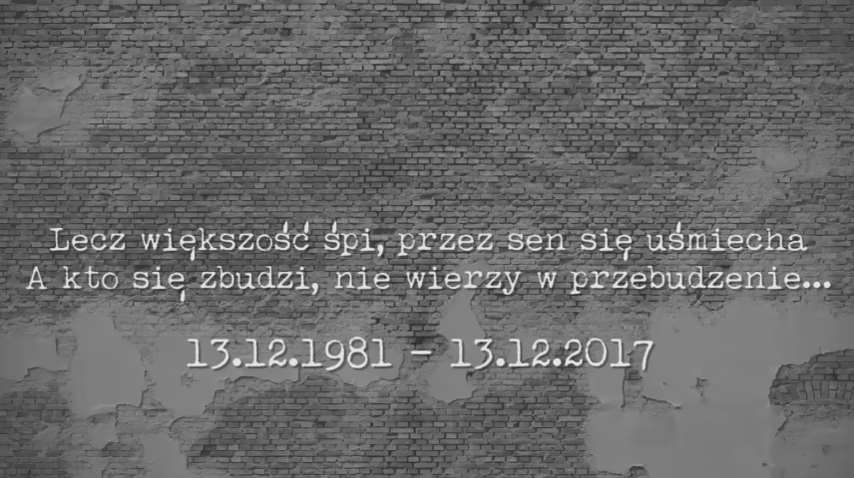 Lecz większość śpi, przez sen się uśmiecha
A kto się zbudzi, nie wierzy w przebudzenie...
13.12.1981 - 13.12.2017